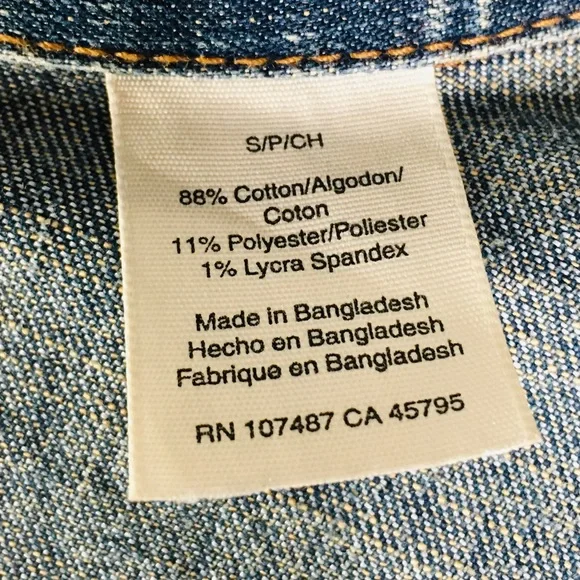 S/P/CH
88% Cotton/Algodon/
Coton
11% Polyester/Poliester
1% Lycra Spandex
Made in Bangladesh
Hecho en Bangladesh
Fabrique en Bangladesh
RN 107487 CA 45795